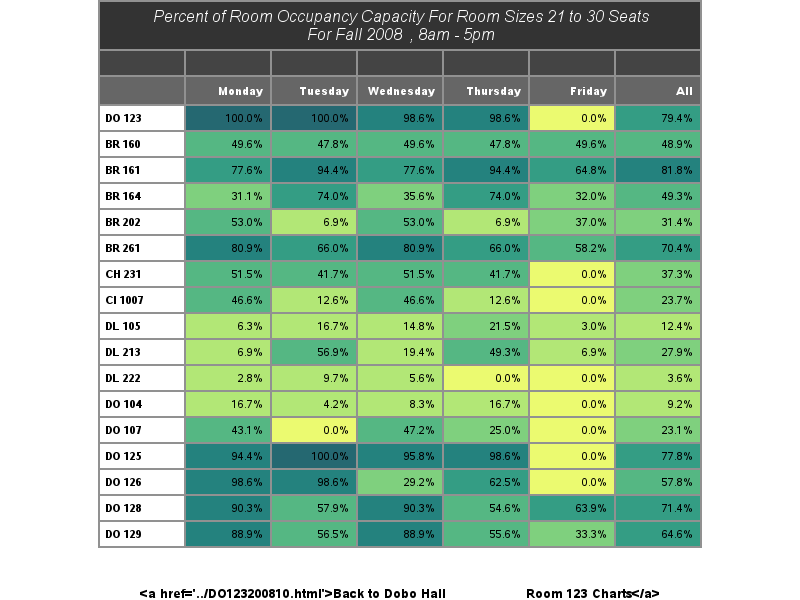 Percent of Room Occupancy Capacity For Room Sizes 21 to 30 Seats
For Fall 2008 , 8am - 5pm
Monday Tuesday Wednesday Thursday Friday All
DO 123 100.0% 100.0% 98.6% 98.6% 0.0% 79.4%
BR 160 49.6% 47.8% 49.6% 47.8% 49.6% 48.9%
BR 161 77.6% 94.4% 77.6% 94.4% 64.8% 81.8%
BR 164 31.1% 74.0% 35.6% 74.0% 32.0% 49.3%
BR 202 53.0% 6.9% 53.0% 6.9% 37.0% 31.4%
BR 261 80.9% 66.0% 80.9% 66.0% 58.2% 70.4%
CH 231 51.5% 41.7% 51.5% 41.7% 0.0% 37.3%
CI 1007 46.6% 12.6% 46.6% 12.6% 0.0% 23.7%
DL 105 6.3% 16.7% 14.8% 21.5% 3.0% 12.4%
DL 213 6.9% 56.9% 19.4% 49.3% 6.9% 27.9%
DL 222 2.8% 9.7% 5.6% 0.0% 0.0% 3.6%
DO 104 16.7% 4.2% 8.3% 16.7% 0.0% 9.2%
DO 107 43.1% 0.0% 47.2% 25.0% 0.0% 23.1%
DO 125 94.4% 100.0% 95.8% 98.6% 0.0% 77.8%
DO 126 98.6% 98.6% 29.2% 62.5% 0.0% 57.8%
DO 128 90.3% 57.9% 90.3% 54.6% 63.9% 71.4%
DO 129 88.9% 56.5% 88.9% 55.6% 33.3% 64.6%
<a href='../DO123200810.html'>Back to Dobo Hall Room 123 Charts</a>